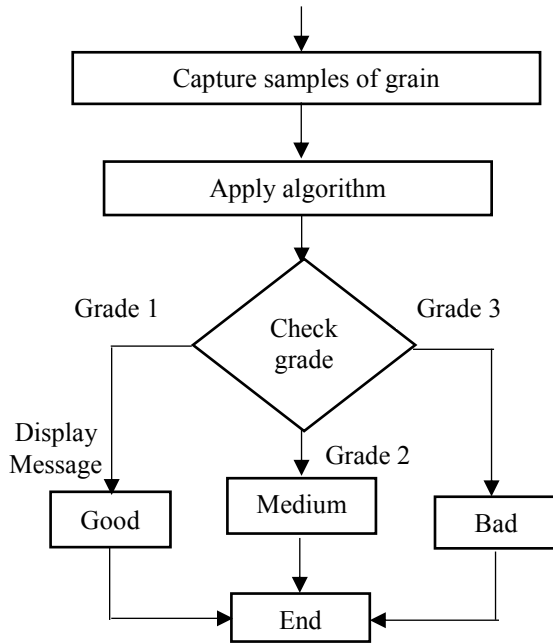 Capture samples of grain
Apply algorithm
Grade 1
Grade 3
Check
grade
Display
Message
Grade 2
Good
Medium
Bad
End